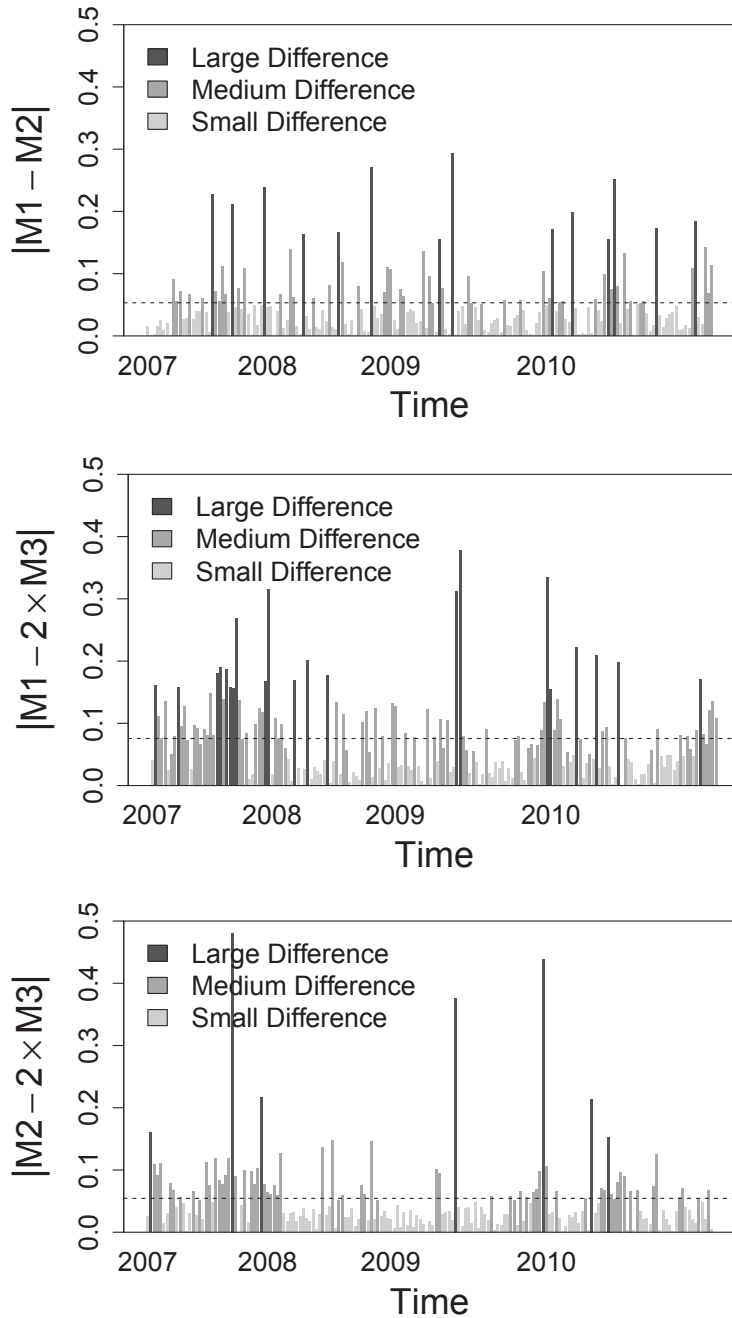 |M1 − M2|
0.5
0.4
0.3
0.2
0.1
0.0
Large Difference
Medium Difference
Small Difference
2007 2008 2009 2010
Time
|M1 − 2 × M3|
0.5
0.4
0.3
0.2
0.1
0.0
Large Difference
Medium Difference
Small Difference
2007 2008 2009 2010
Time
|M2 − 2 × M3|
0.5
0.4
0.3
0.2
0.1
0.0
Large Difference
Medium Difference
Small Difference
2007 2008 2009 2010
Time